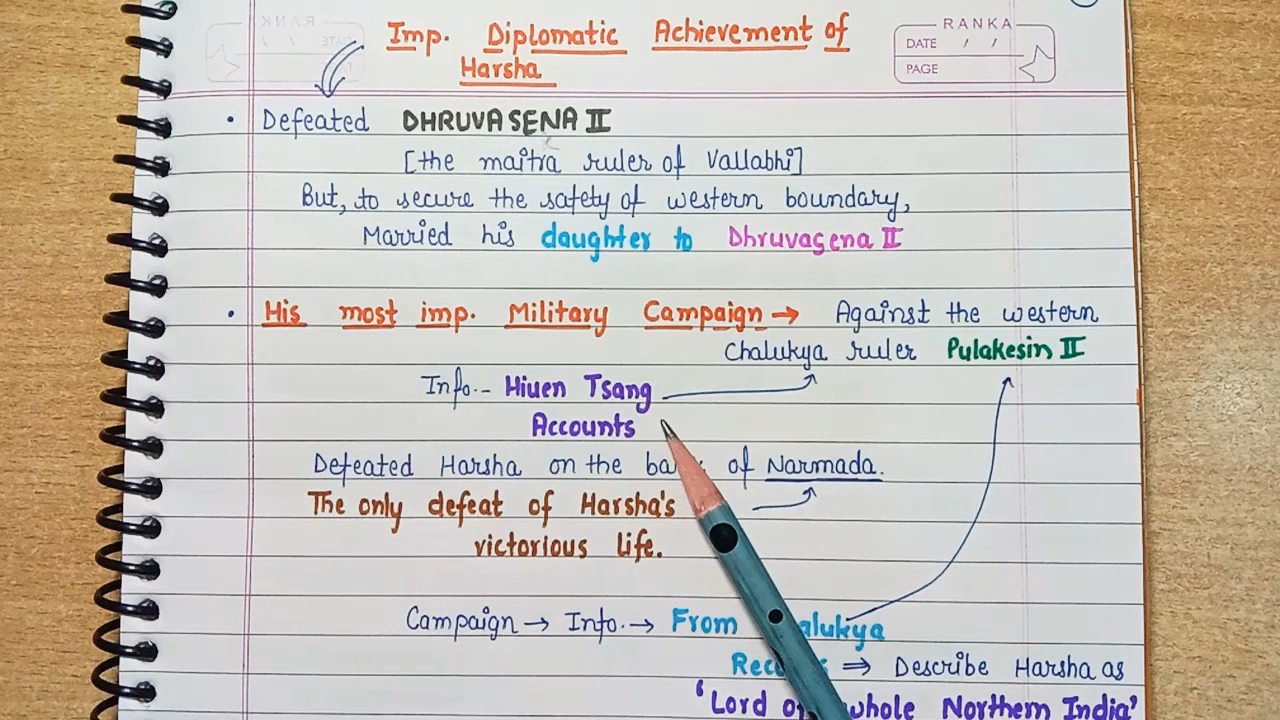 RANKA
DATE / /
PAGE
Imp. Diplomatic Achievement of
Harsha
• Defeated DHRUVASENA II
[the maitra ruler of Vallabhi]
But, to secure the safety of western boundary,
Married his daughter to Dhruvasena II
• His most imp. Military Campaign → Against the western
Chalukya ruler Pulakesin II
Info.- Hiuen Tsang
Accounts
Defeated Harsha on the of Narmada.
The only defeat of Harsha's
victorious life.
Campaign → Info. → From alukya
⇒ Describe Harsha as
'Lord whole Northern India'